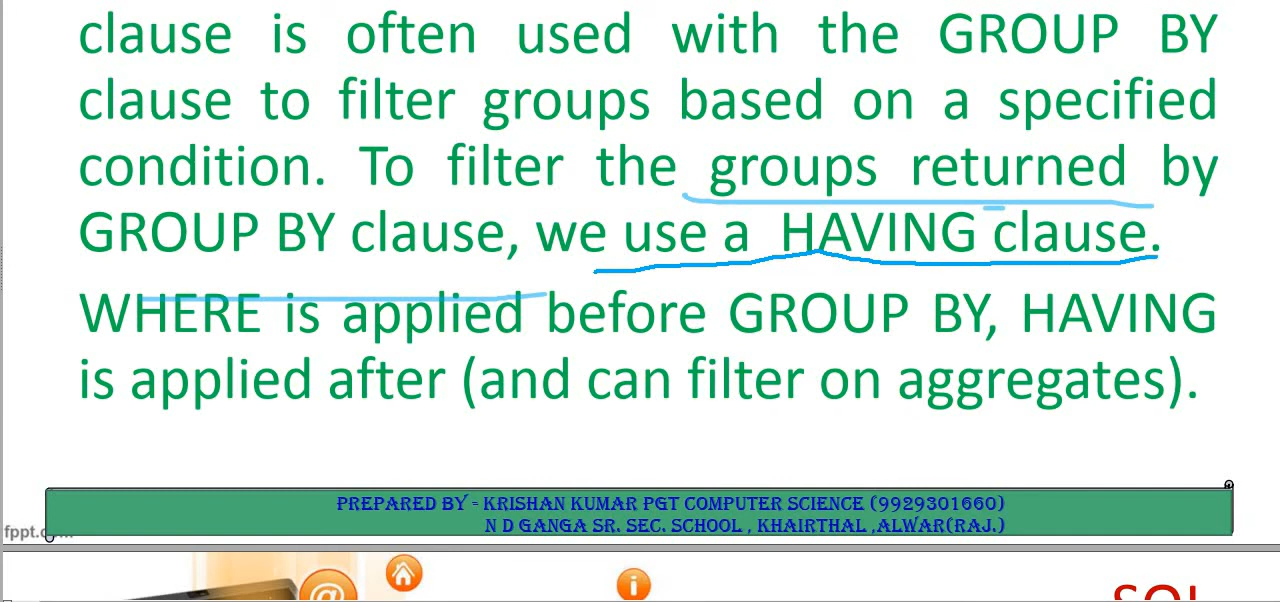 clause is often used with the GROUP BY
clause to filter groups based on a specified
condition. To filter the groups returned by
GROUP BY clause, we use a HAVING clause.
WHERE is applied before GROUP BY, HAVING
is applied after (and can filter on aggregates).
PREPARED BY - KRISHAN KUMAR PGT COMPUTER SCIENCE (9929301660)
N D GANGA SR. SEC. SCHOOL , KHAIRTHAL ,ALWAR(RAJ.)